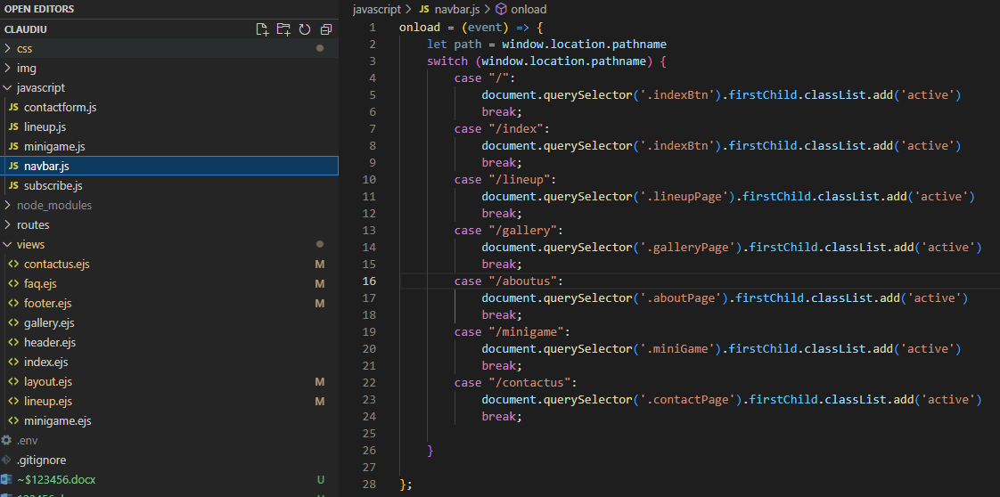 OPEN EDITORS
CLAUDIU
css
img
javascript
JS contactform.js
JS lineup.js
JS minigame.js
JS navbar.js
JS subscribe.js
node_modules
routes
views
<> contactus.ejs M
<> faq.ejs M
<> footer.ejs M
<> gallery.ejs
<> header.ejs
<> index.ejs
<> layout.ejs M
<> lineup.ejs M
<> minigame.ejs
.env
.gitignore
~$123456.docx U
javascript > JS navbar.js > onload
1 onload = (event) => {
2 let path = window.location.pathname
3 switch (window.location.pathname) {
4 case "/":
5 document.querySelector('.indexBtn').firstChild.classList.add('active')
6 break;
7 case "/index":
8 document.querySelector('.indexBtn').firstChild.classList.add('active')
9 break;
10 case "/lineup":
11 document.querySelector('.lineupPage').firstChild.classList.add('active')
12 break;
13 case "/gallery":
14 document.querySelector('.galleryPage').firstChild.classList.add('active')
15 break;
16 case "/aboutus":
17 document.querySelector('.aboutPage').firstChild.classList.add('active')
18 break;
19 case "/minigame":
20 document.querySelector('.miniGame').firstChild.classList.add('active')
21 break;
22 case "/contactus":
23 document.querySelector('.contactPage').firstChild.classList.add('active')
24 break;
25
26 }
27
28 };